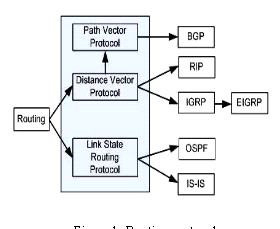 Path Vector
Protocol
BGP
RIP
Distance Vector
Protocol
IGRP
EIGRP
Routing
Link State
Routing
Protocol
OSPF
IS-IS